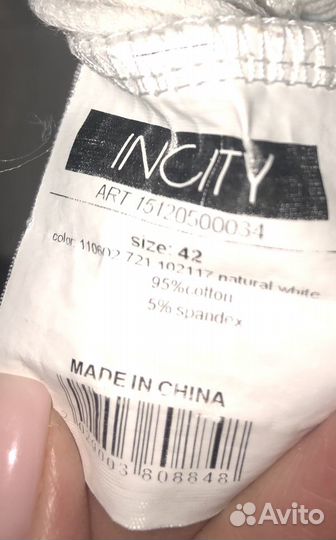 INCITY
ART 15120500034
size: 42
color: 110602 721 102117 natural white
95%cotton
5% spandex
MADE IN CHINA
808848
Avito